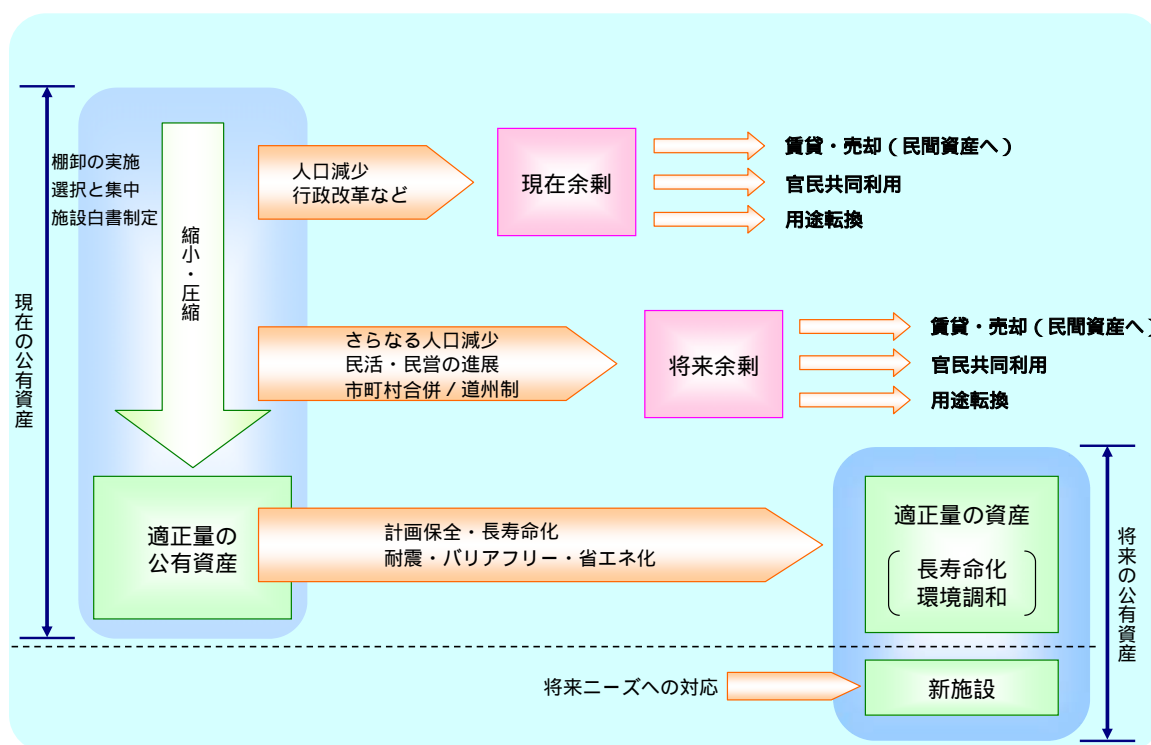 現在の公有資産
棚卸の実施
選択と集中
施設白書制定
縮小・圧縮
人口減少
行政改革など
現在余剰
賃貸・売却(民間資産へ)
官民共同利用
用途転換
さらなる人口減少
民活・民営の進展
市町村合併/道州制
将来余剰
賃貸・売却(民間資産へ)
官民共同利用
用途転換
適正量の
公有資産
計画保全・長寿命化
耐震・バリアフリー・省エネ化
適正量の資産
長寿命化
環境調和
将来の公有資産
将来ニーズへの対応
新施設